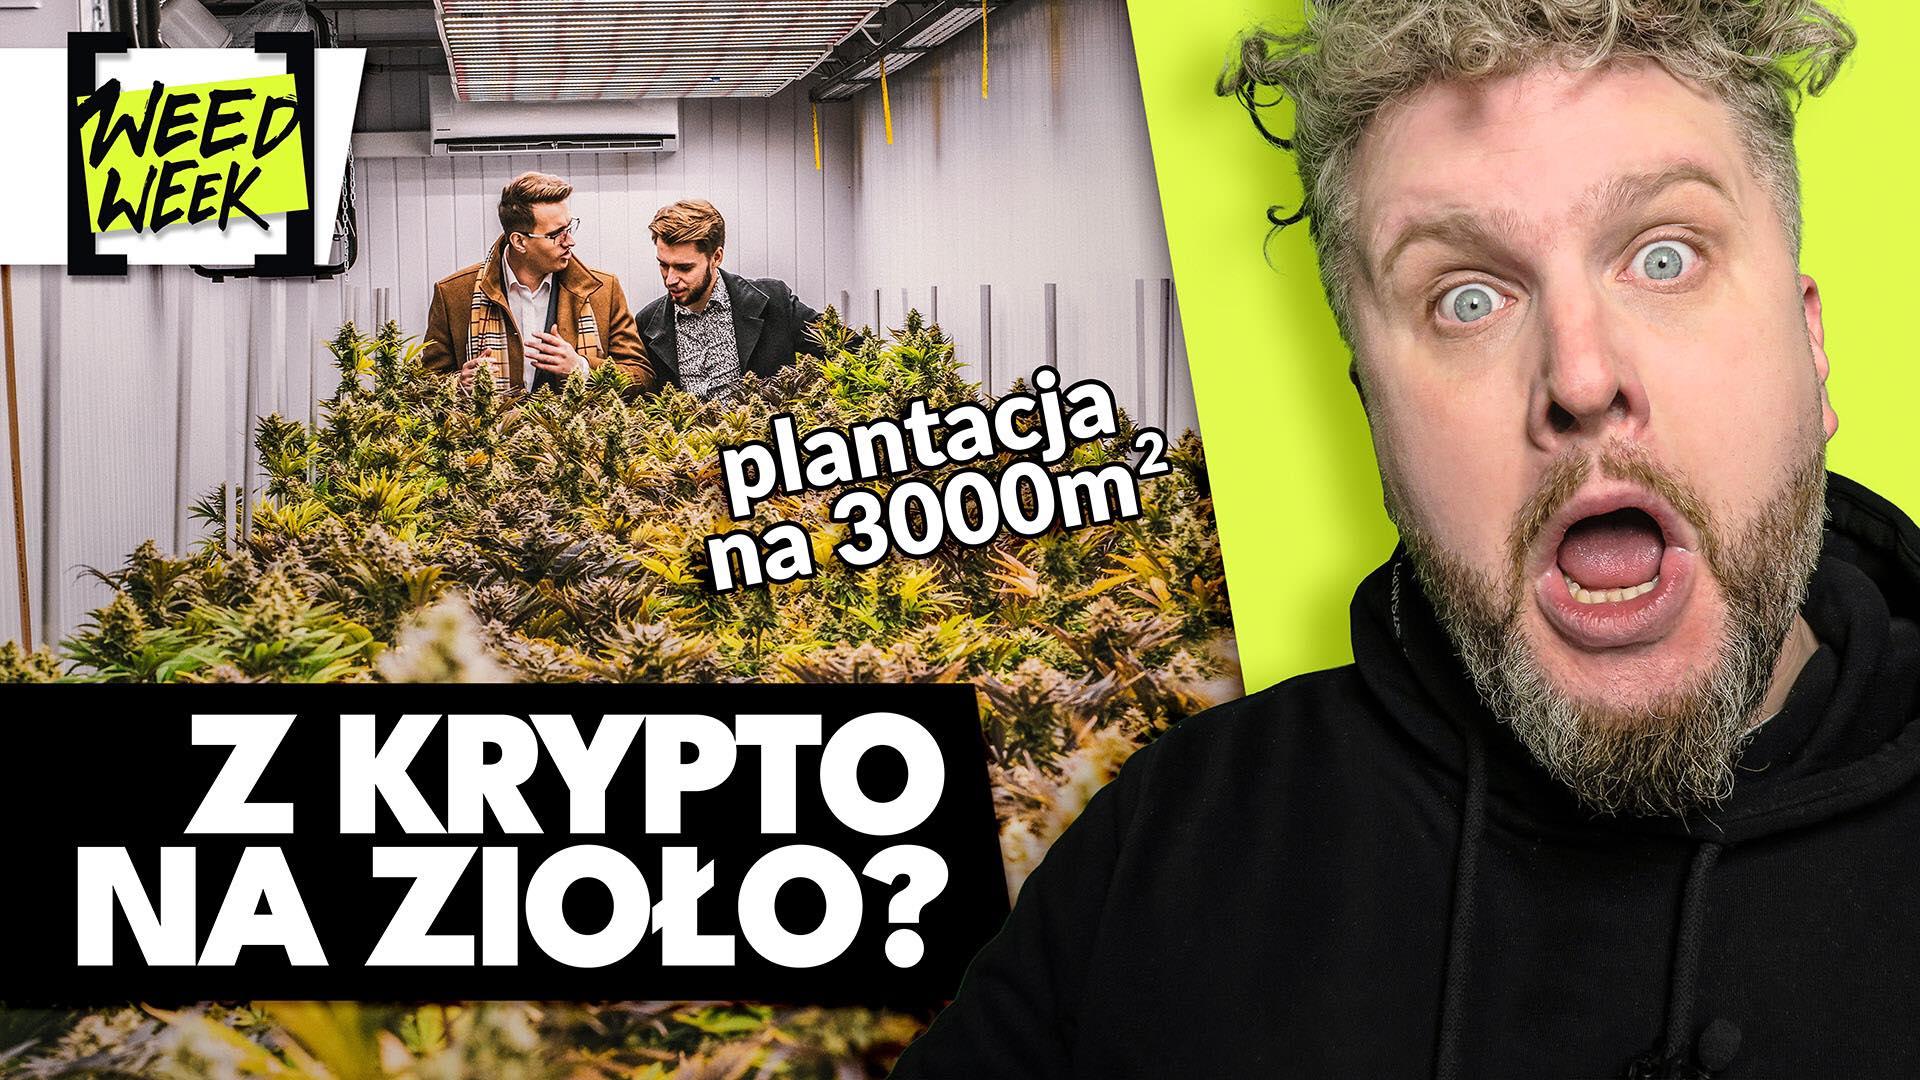 WEED
WEEK
plantacja
na 3000m²
Z KRYPTO
NA ZIOŁO?